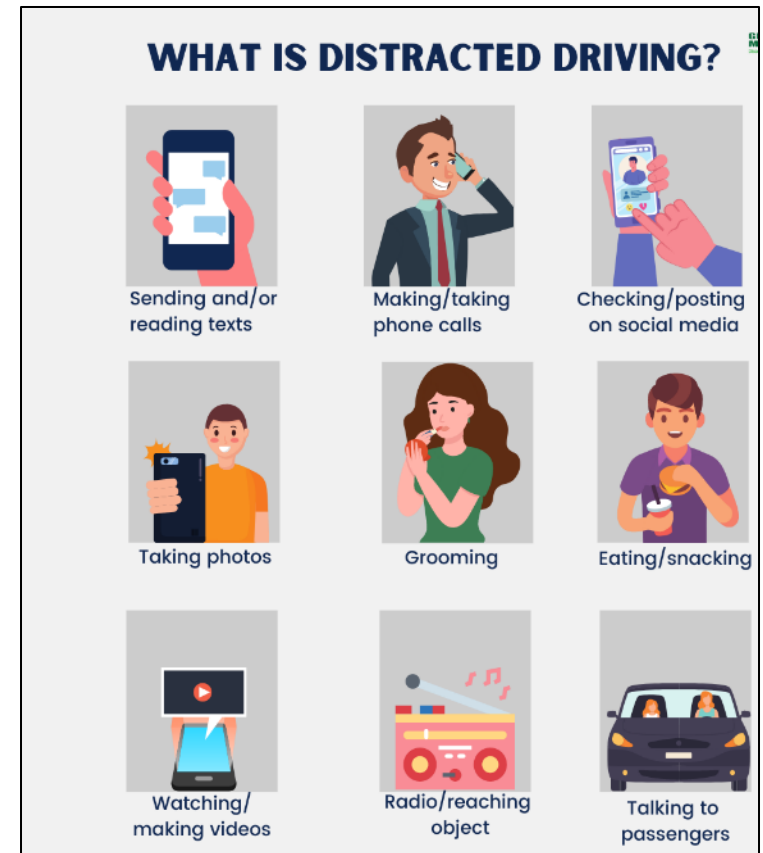 WHAT IS DISTRACTED DRIVING?
Sending and/or
reading texts
Making/taking
phone calls
Checking/posting
on social media
Taking photos
Grooming
Eating/snacking
Watching/
making videos
Radio/reaching
object
Talking to
passengers